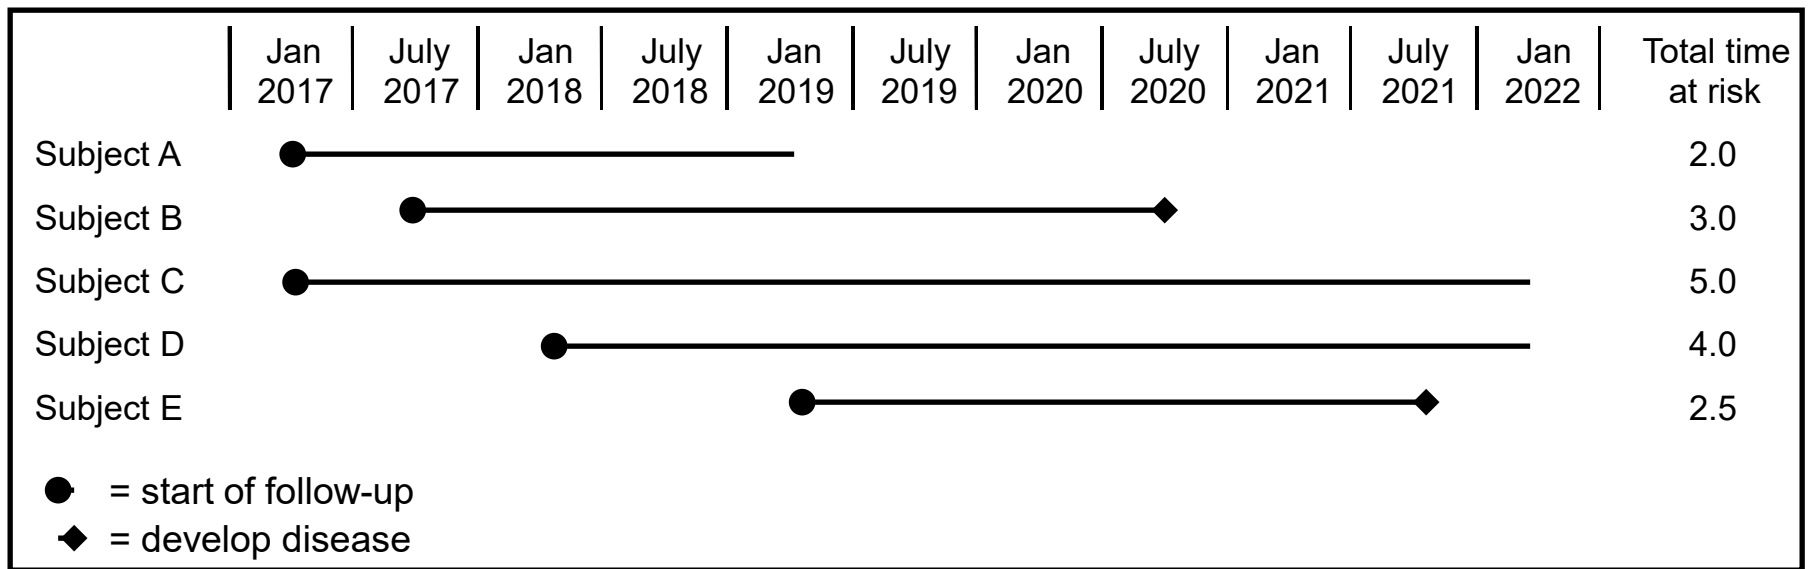 Jan July Jan July Jan July Jan July Jan July Jan Total time
2017 2017 2018 2018 2019 2019 2020 2020 2021 2021 2022 at risk
Subject A 2.0
Subject B 3.0
Subject C 5.0
Subject D 4.0
Subject E 2.5
= start of follow-up
= develop disease